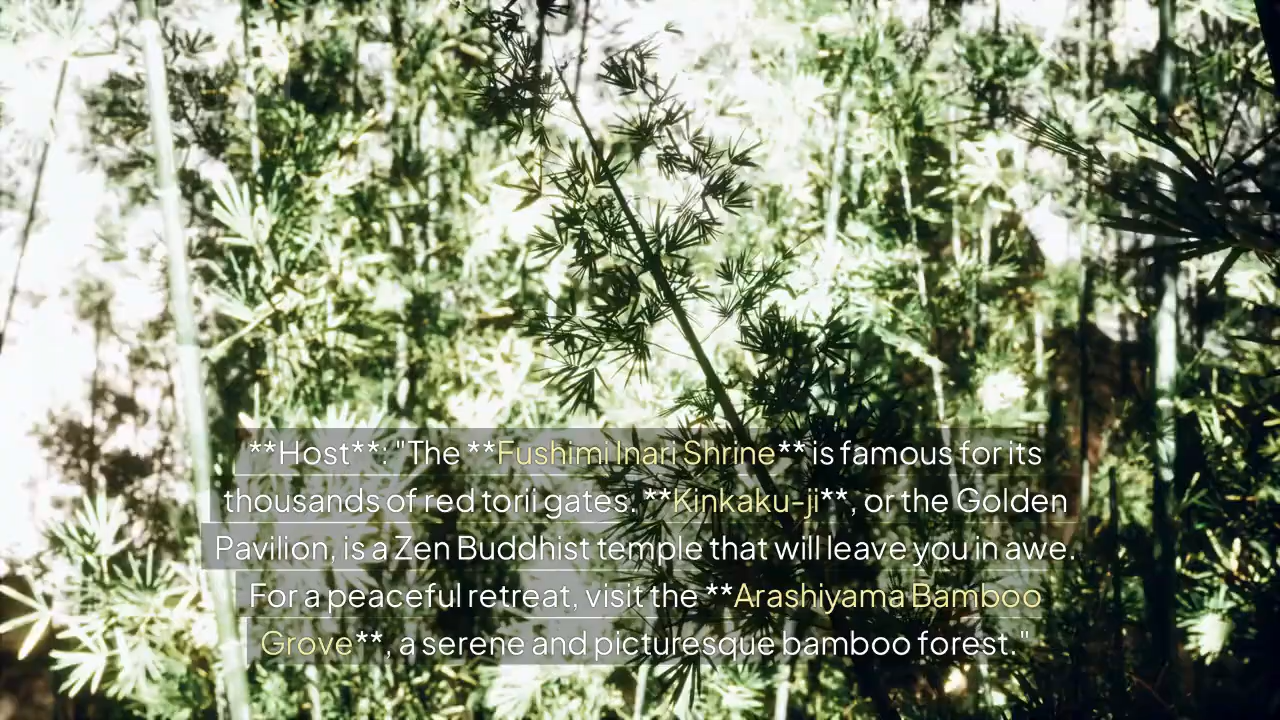 **Host**: "The **Fushimi Inari Shrine** is famous for its
thousands of red torii gates. **Kinkaku-ji**, or the Golden
Pavilion, is a Zen Buddhist temple that will leave you in awe.
For a peaceful retreat, visit the **Arashiyama Bamboo
Grove**, a serene and picturesque bamboo forest."